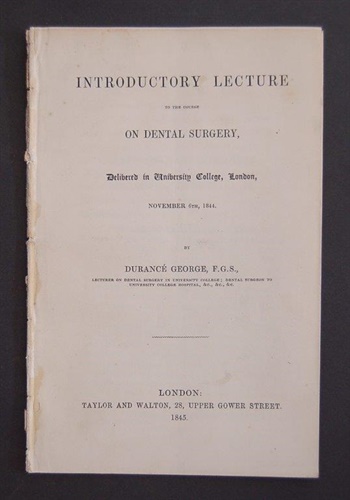 INTRODUCTORY LECTURE
TO THE COURSE
ON DENTAL SURGERY,
Delivered in University College, London,
NOVEMBER 6TH, 1844.
BY
DURANCÉ GEORGE, F.G.S.,
LECTURER ON DENTAL SURGERY IN UNIVERSITY COLLEGE; DENTAL SURGEON TO
UNIVERSITY COLLEGE HOSPITAL, &C., &C., &C.
LONDON:
TAYLOR AND WALTON, 28, UPPER GOWER STREET.
1845.